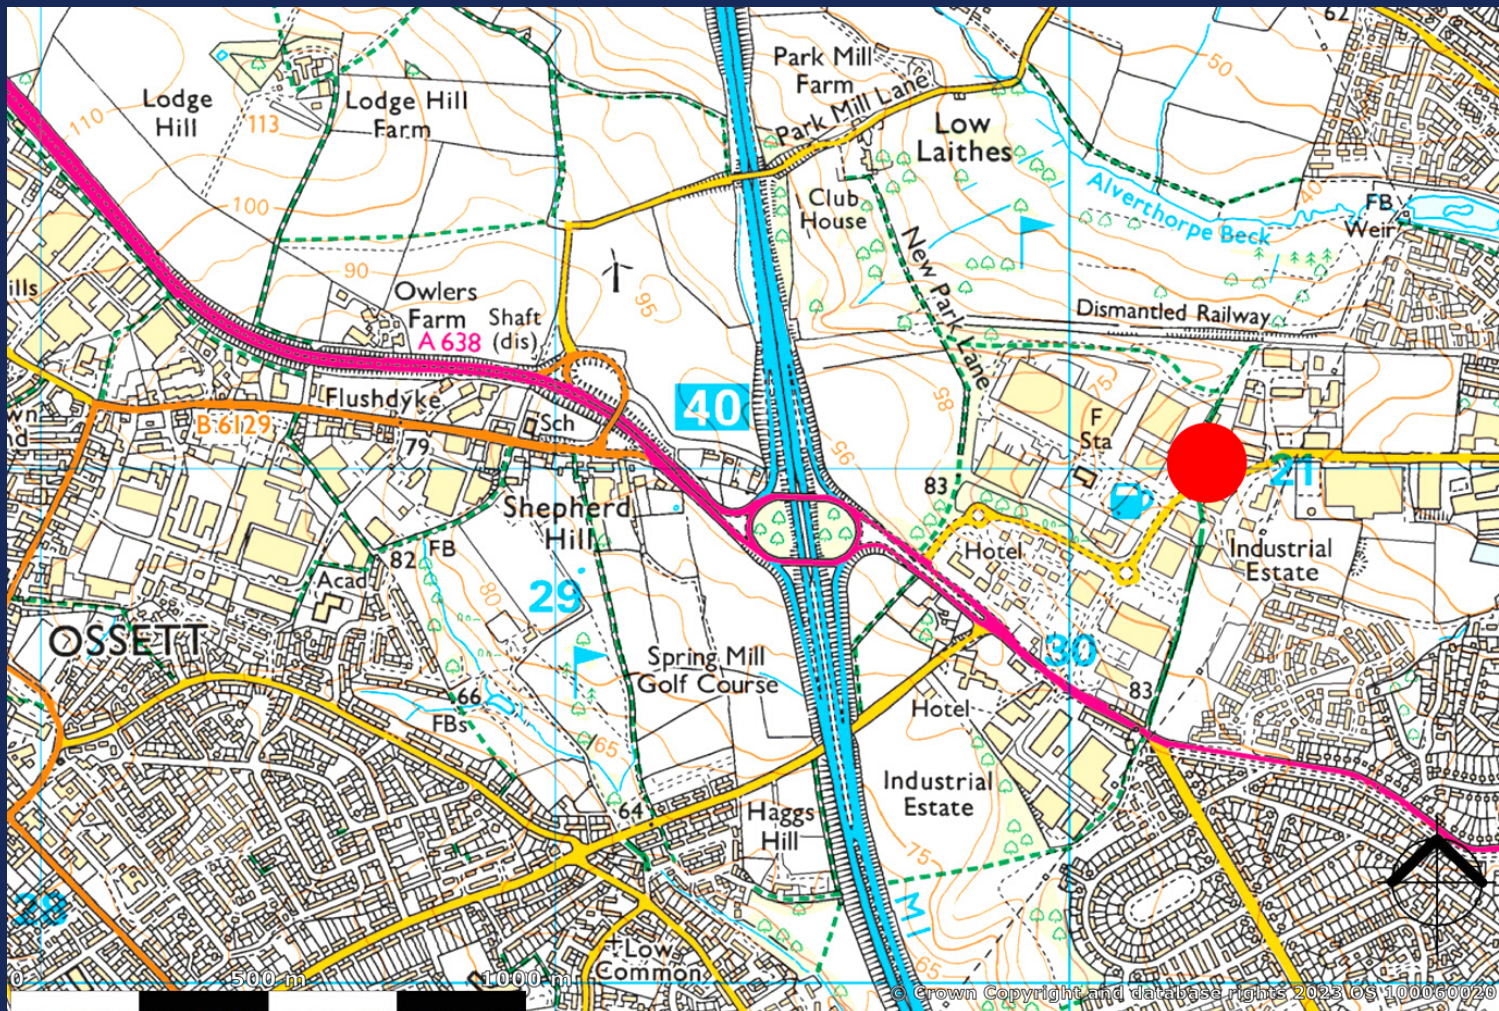 62
Park Mill
Farm
50
Lodge
Hill
Lodge Hill
Farm
113
110
Park Mill Lane
Low
Laithes
Alverthorpe Beck
40
FB
Weir
Club
House
100
New Park Lane
90
ills
Owlers
Farm
A 638
Shaft
(dis)
95
Dismantled Railway
75
85
F
Sta
Flushdyke
B 6129
40
Sch
79
95
83
21
Shepherd
Hill
FB
82
Hotel
Industrial
Estate
Acad
80
29
OSSETT
30
Spring Mill
Golf Course
66
FBs
65
83
Hotel
Industrial
Estate
64
Haggs
Hill
75
28
M1
65
Low
Common
0
500 m
1000 m
© Crown Copyright and database rights 2023 OS 100060020